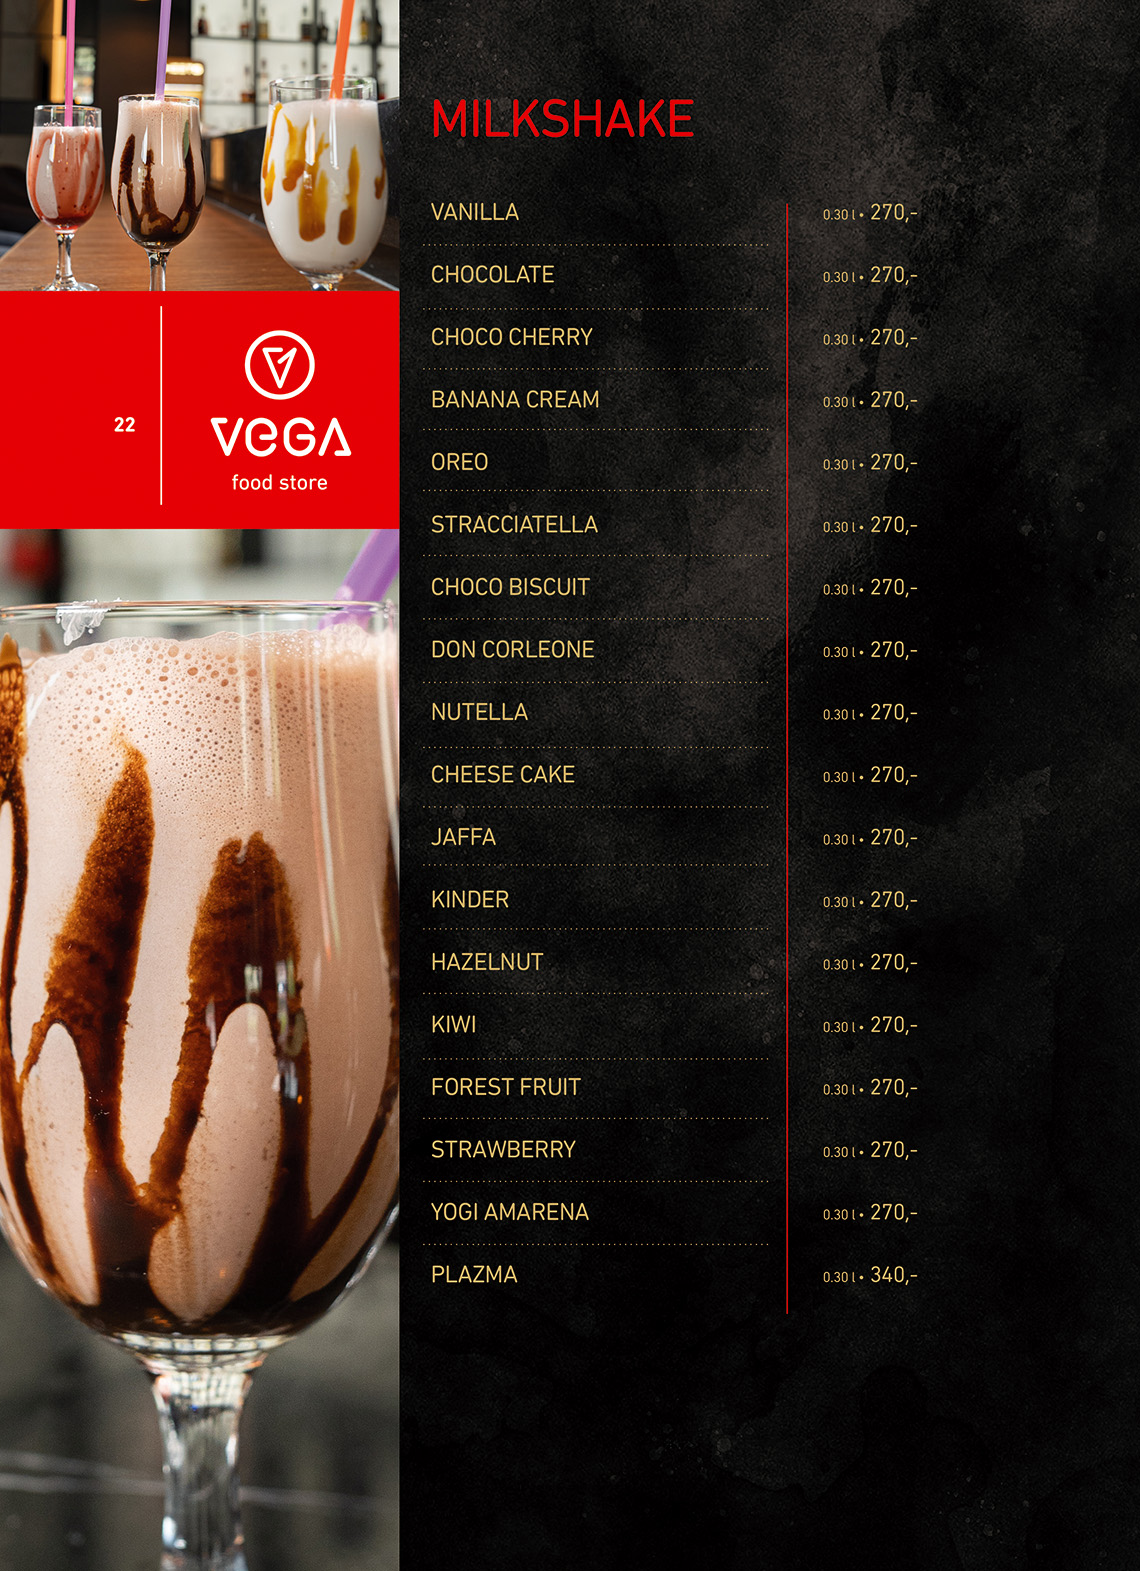 MILKSHAKE
VANILLA 0.30 l • 270,-
CHOCOLATE 0.30 l • 270,-
CHOCO CHERRY 0.30 l • 270,-
BANANA CREAM 0.30 l • 270,-
OREO 0.30 l • 270,-
STRACCIATELLA 0.30 l • 270,-
CHOCO BISCUIT 0.30 l • 270,-
DON CORLEONE 0.30 l • 270,-
NUTELLA 0.30 l • 270,-
CHEESE CAKE 0.30 l • 270,-
JAFFA 0.30 l • 270,-
KINDER 0.30 l • 270,-
HAZELNUT 0.30 l • 270,-
KIWI 0.30 l • 270,-
FOREST FRUIT 0.30 l • 270,-
STRAWBERRY 0.30 l • 270,-
YOGI AMARENA 0.30 l • 270,-
PLAZMA 0.30 l • 340,-
22
VeGA
food store